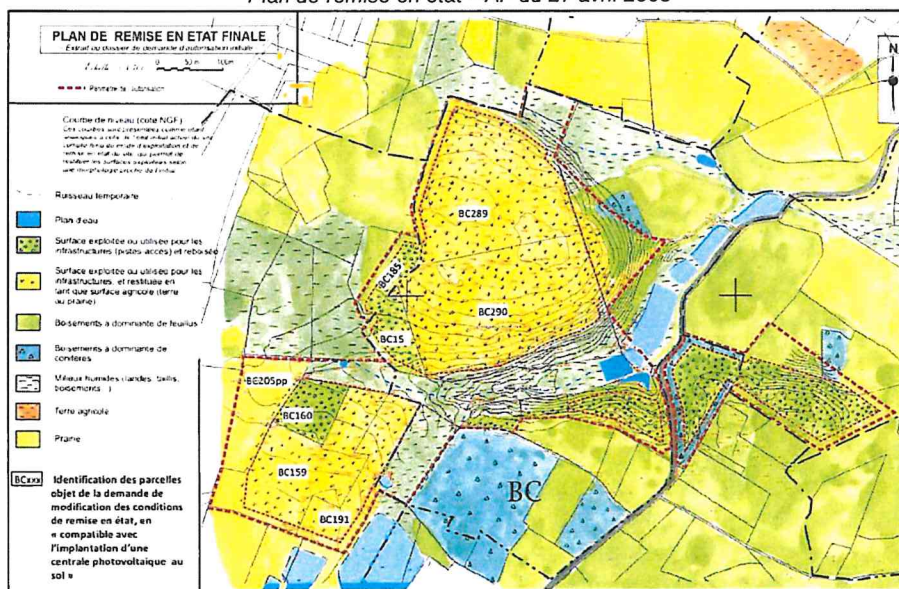 Plan de remise en état - AP du 27 avril
PLAN DE REMISE EN ETAT FINALE
Extrait du dossier de demande d'autorisation initiale
0 50 m 100m
Périmètre de l'autorisation
N
Courbe de niveau (cote NGF)
Ruisseau temporaire
Plan d'eau
Surface exploitée ou utilisée pour les
infrastructures (pistes accès) et reboisée
Surface exploitée ou utilisée pour les
infrastructures, et restituée en
tant que surface agricole (terre
ou prairie)
Boisements à dominante de feuillus
Boisements à dominante de
conifères
Milieux humides (landes, taillis,
boisements...)
Terre agricole
Prairie
BCxxx Identification des parcelles
objet de la demande de
modification des conditions
de remise en état, en
« compatible avec
l'implantation d'une
centrale photovoltaïque au
sol »
BC289
BC185
BC290
BC15
BC205pp
BC160
BC159
BC191
BC